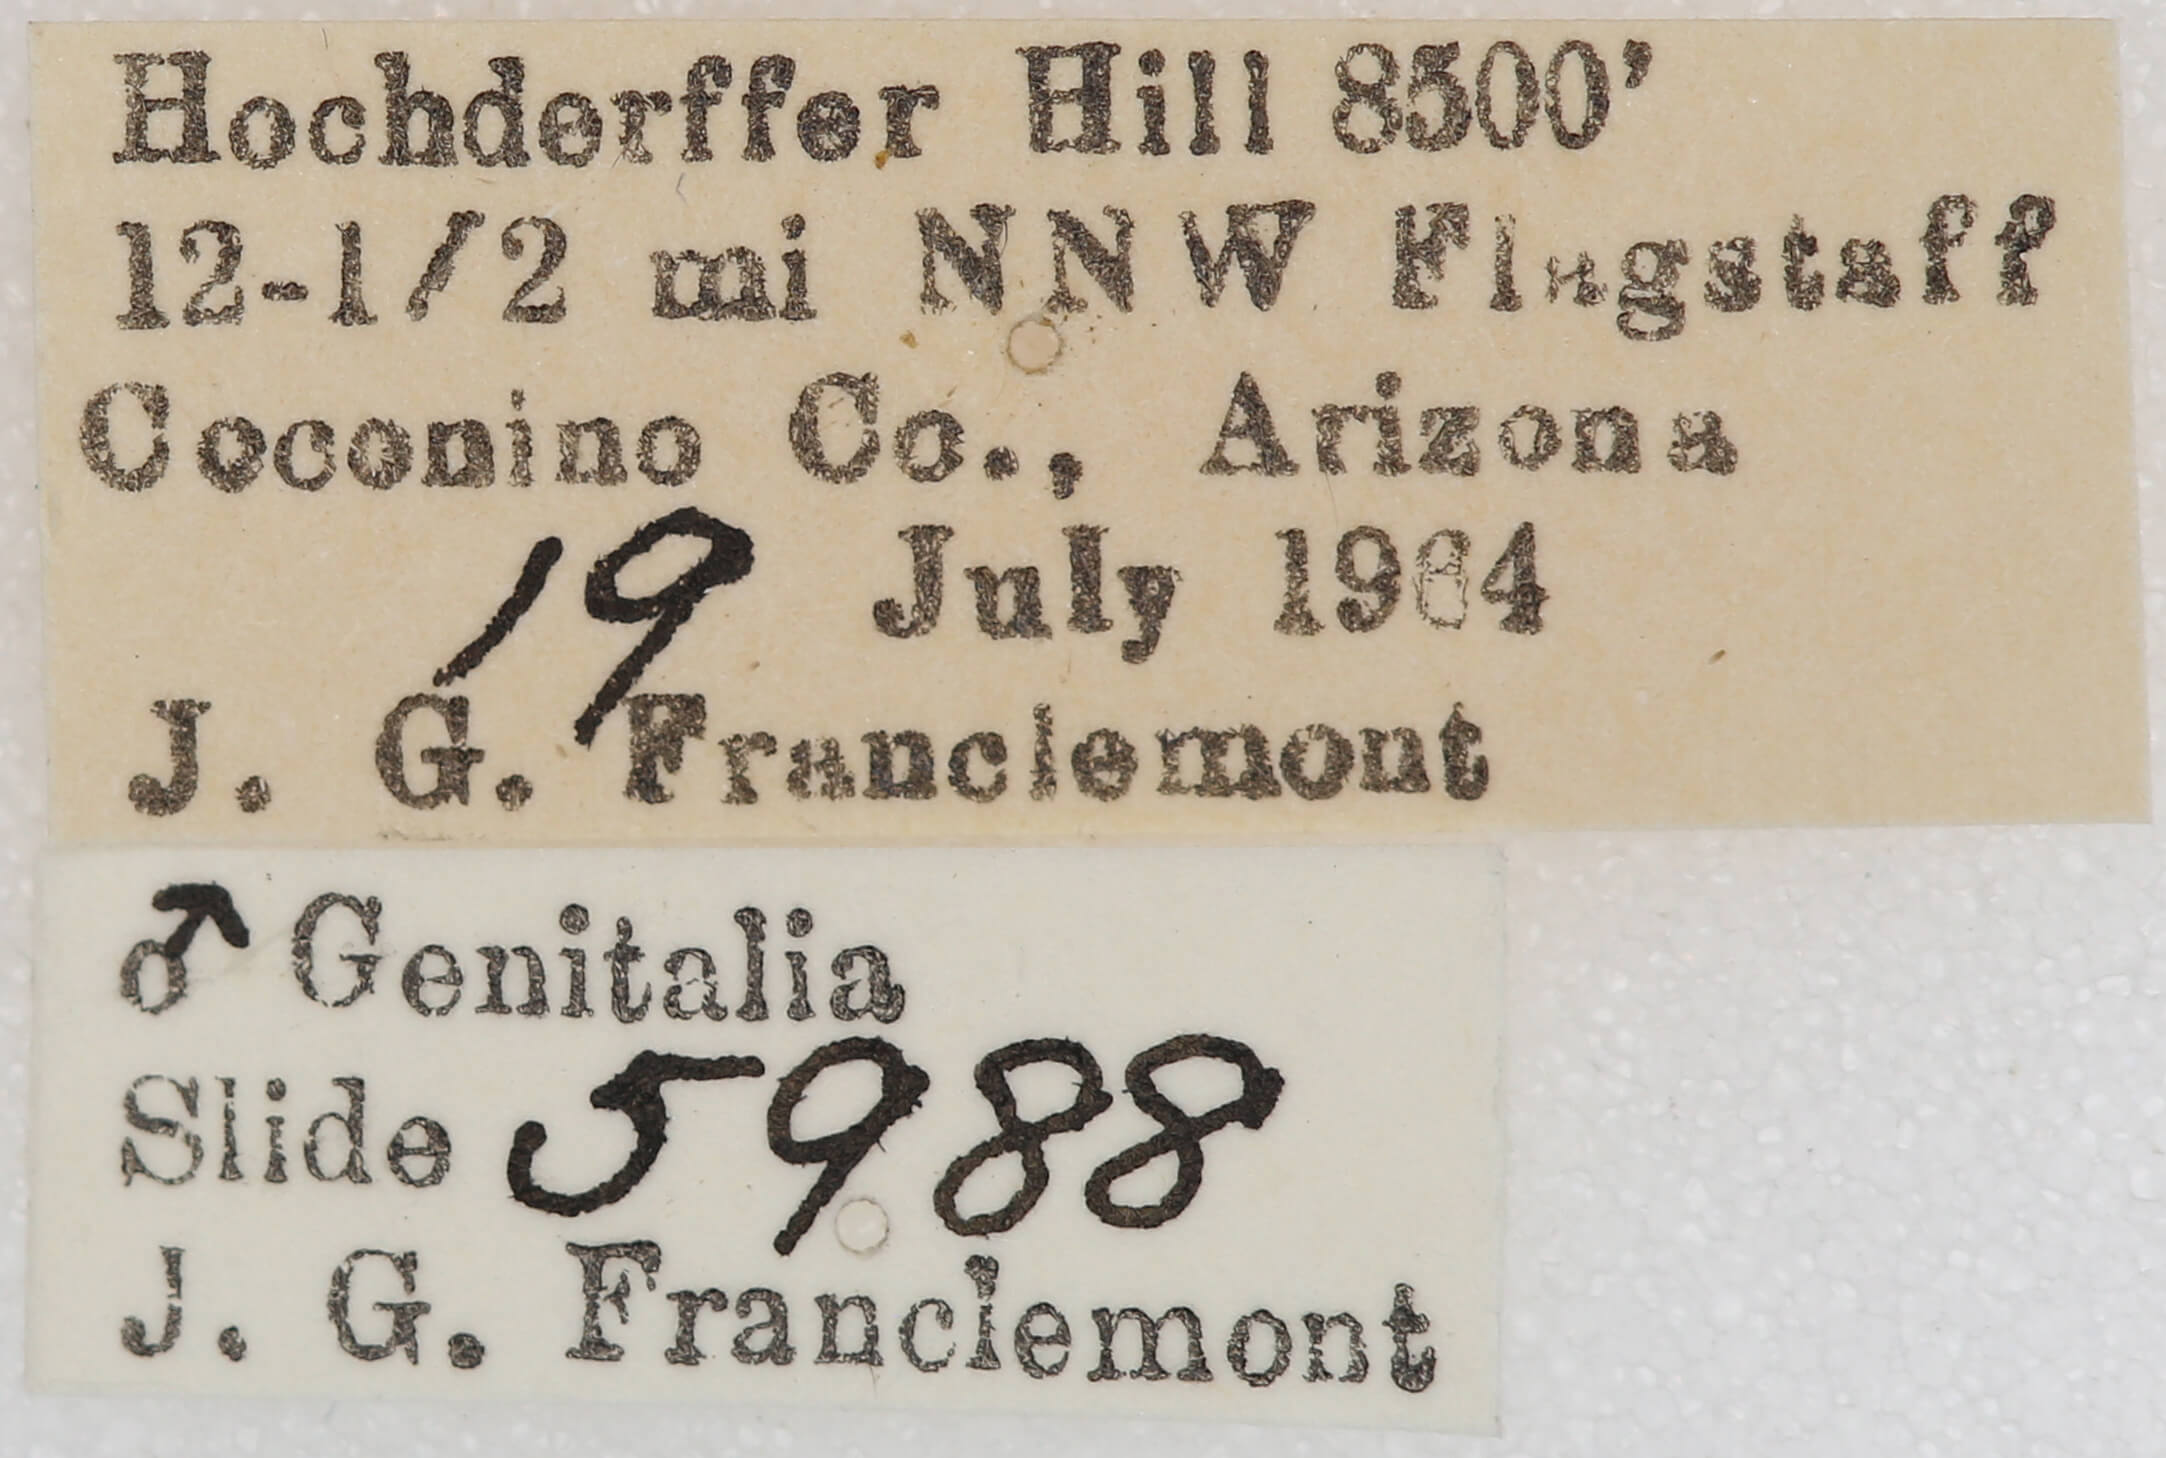 Hochderffer Hill 8500'
12-1/2 mi NNW Flagstaff
Coconino Co., Arizona
19 July 1964
J. G. Franclemont
♂ Genitalia
Slide 5988
J. G. Franclemont